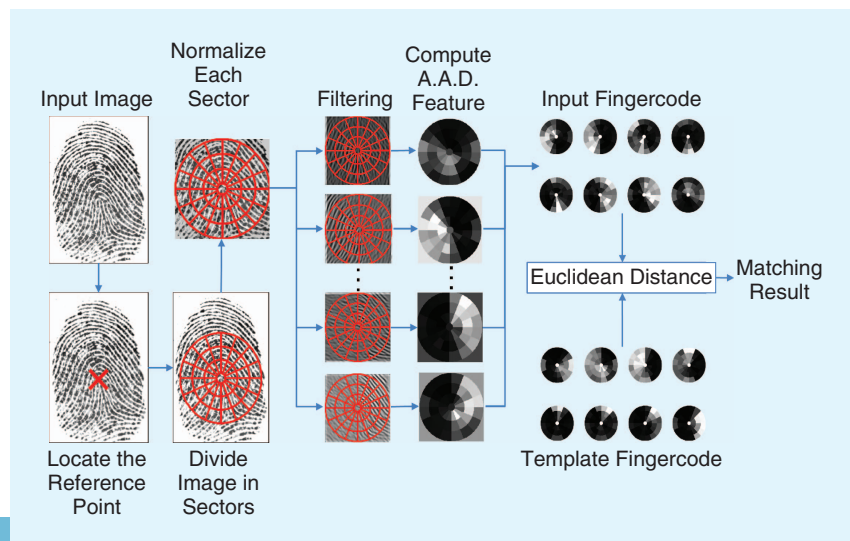 Input Image
Normalize
Each
Sector
Filtering
Compute
A.A.D.
Feature
Input Fingercode
Euclidean Distance
Matching
Result
Locate the
Reference
Point
Divide
Image in
Sectors
Template Fingercode